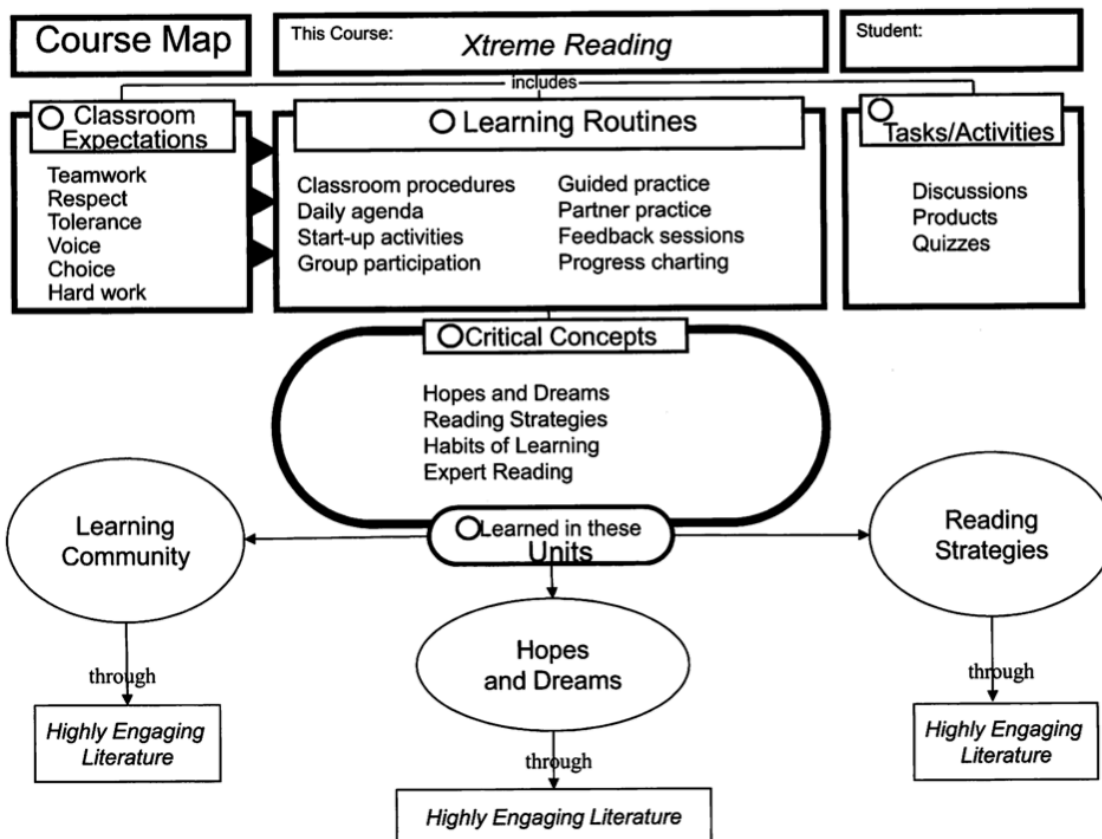 Course Map
This Course:
Xtreme Reading
Student:
includes
Classroom
Expectations
Teamwork
Respect
Tolerance
Voice
Choice
Hard work
Learning Routines
Classroom procedures
Daily agenda
Start-up activities
Group participation
Guided practice
Partner practice
Feedback sessions
Progress charting
Tasks/Activities
Discussions
Products
Quizzes
Critical Concepts
Hopes and Dreams
Reading Strategies
Habits of Learning
Expert Reading
Learned in these
Units
Learning
Community
through
Highly Engaging
Literature
Hopes
and Dreams
through
Highly Engaging Literature
Reading
Strategies
through
Highly Engaging
Literature